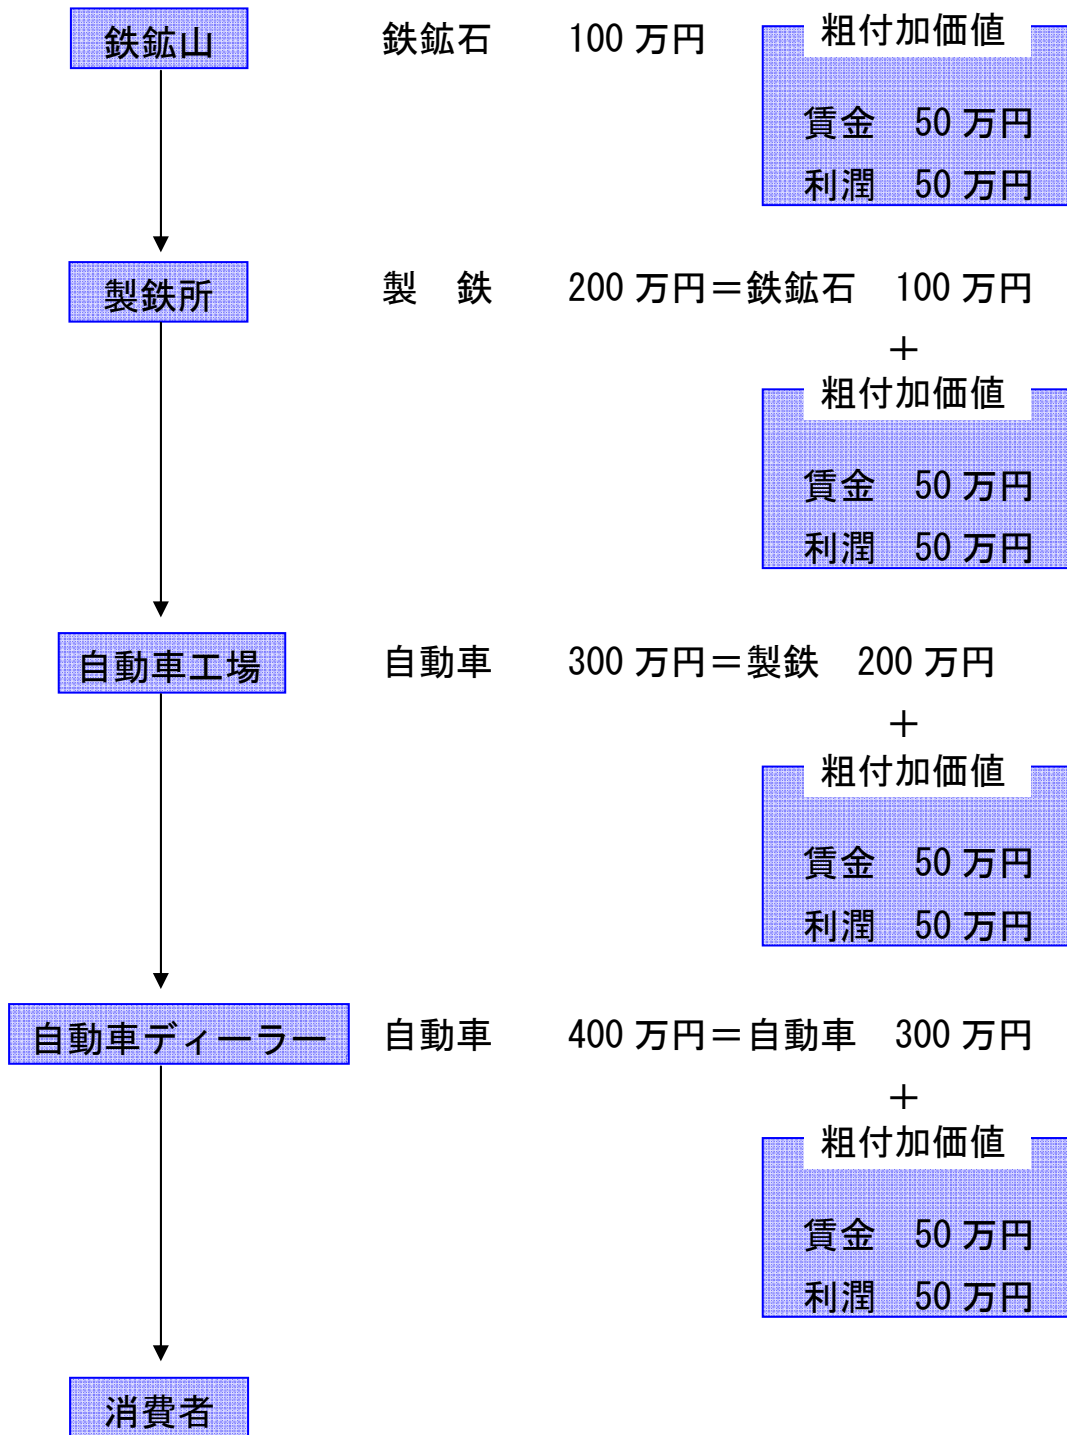 鉄鉱山　鉄鉱石　100 万円　粗付加価値
賃金　50 万円
利潤　50 万円
製鉄所　製　鉄　200 万円＝鉄鉱石　100 万円
＋
粗付加価値
賃金　50 万円
利潤　50 万円
自動車工場　自動車　300 万円＝製鉄　200 万円
＋
粗付加価値
賃金　50 万円
利潤　50 万円
自動車ディーラー　自動車　400 万円＝自動車　300 万円
＋
粗付加価値
賃金　50 万円
利潤　50 万円
消費者